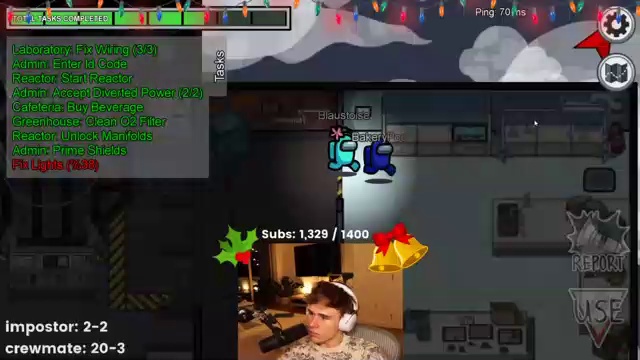 TOTAL TASKS COMPLETED
Ping: 70 ms
Laboratory: Fix Wiring (3/3)
Admin: Enter Id Code
Reactor: Start Reactor
Admin: Accept Diverted Power (2/2)
Cafeteria: Buy Beverage
Greenhouse: Clean O2 Filter
Reactor: Unlock Manifolds
Admin: Prime Shields
Fix Lights (%38)
Tasks
Blaustoise
Subs: 1,329 / 1400
REPORT
USE
impostor: 2-2
crewmate: 20-3